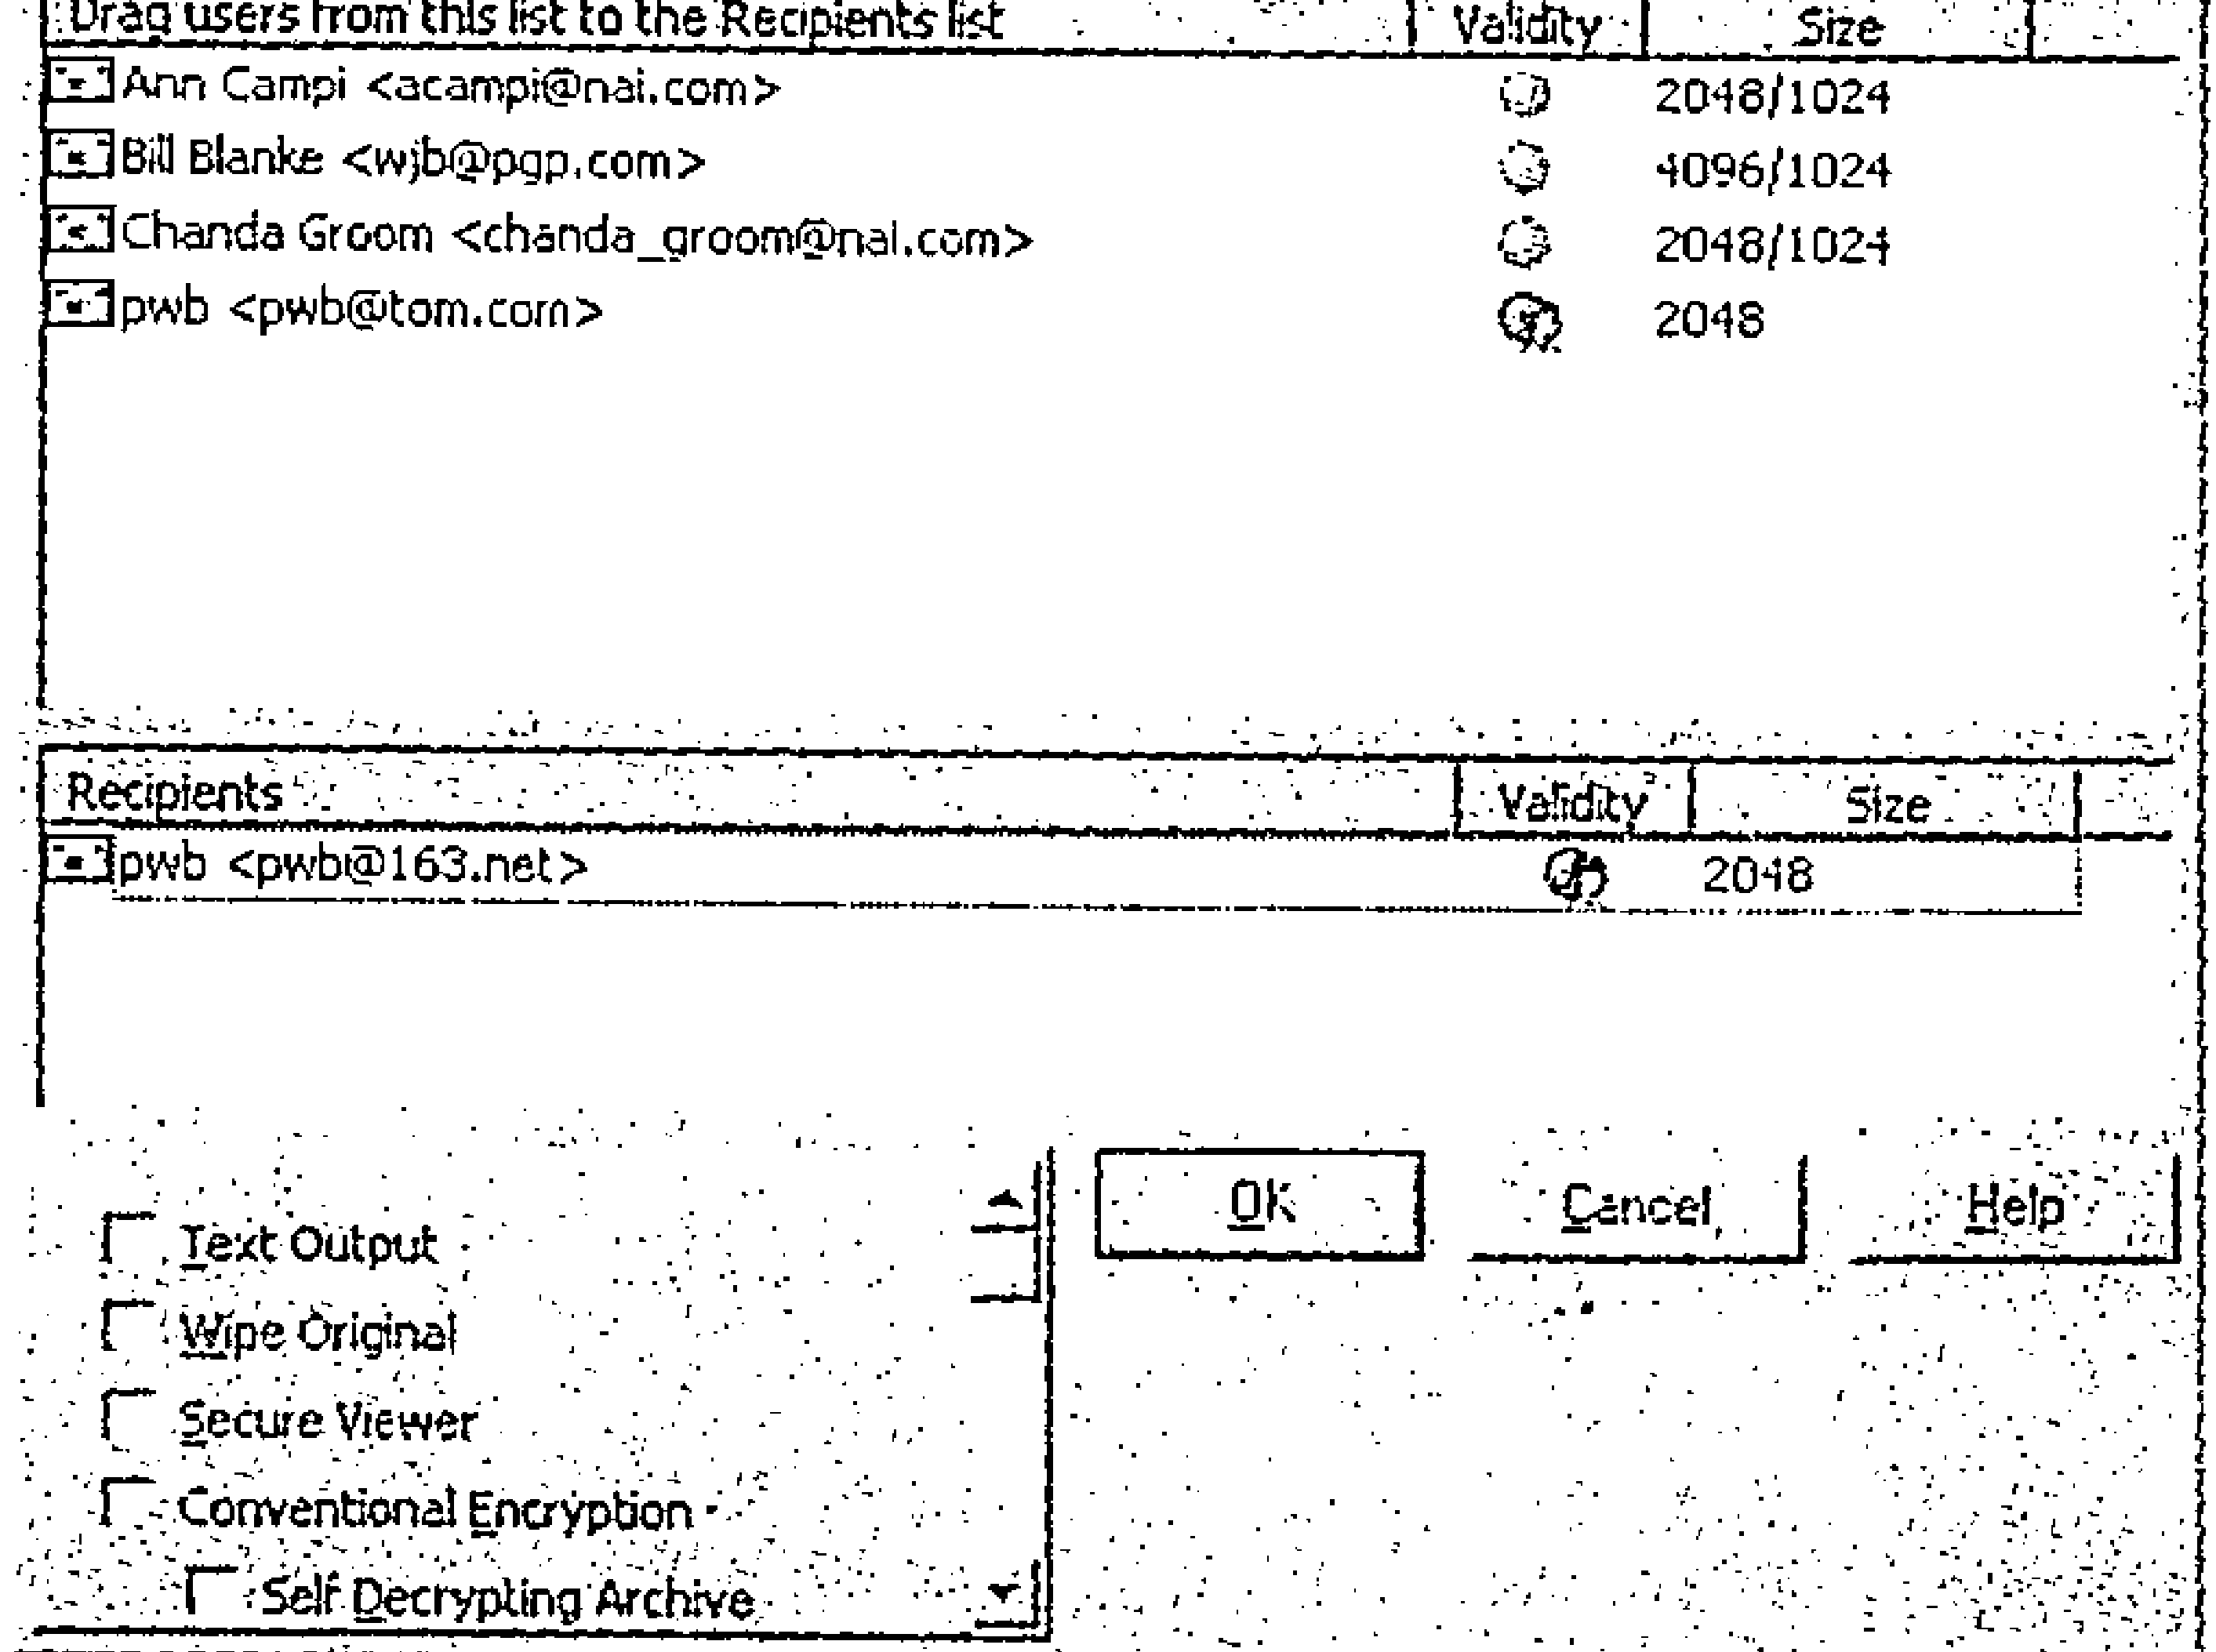 Drag users from this list to the Recipients list Validity Size
Ann Campi <acampi@nai.com> 2048/1024
Bill Blanke <wjb@pgp.com> 4096/1024
Chanda Groom <chanda_groom@nai.com> 2048/1024
pwb <pwb@tom.com> 2048
Recipients Validity Size
pwb <pwb@163.net> 2048
OK Cancel Help
Text Output
Wipe Original
Secure Viewer
Conventional Encryption
Self Decrypting Archive